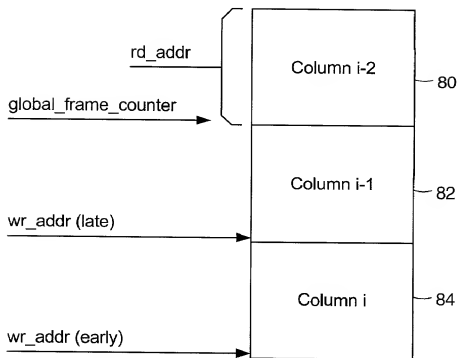 rd_addr
Column i-2
80
global_frame_counter
Column i-1
82
wr_addr (late)
Column i
84
wr_addr (early)